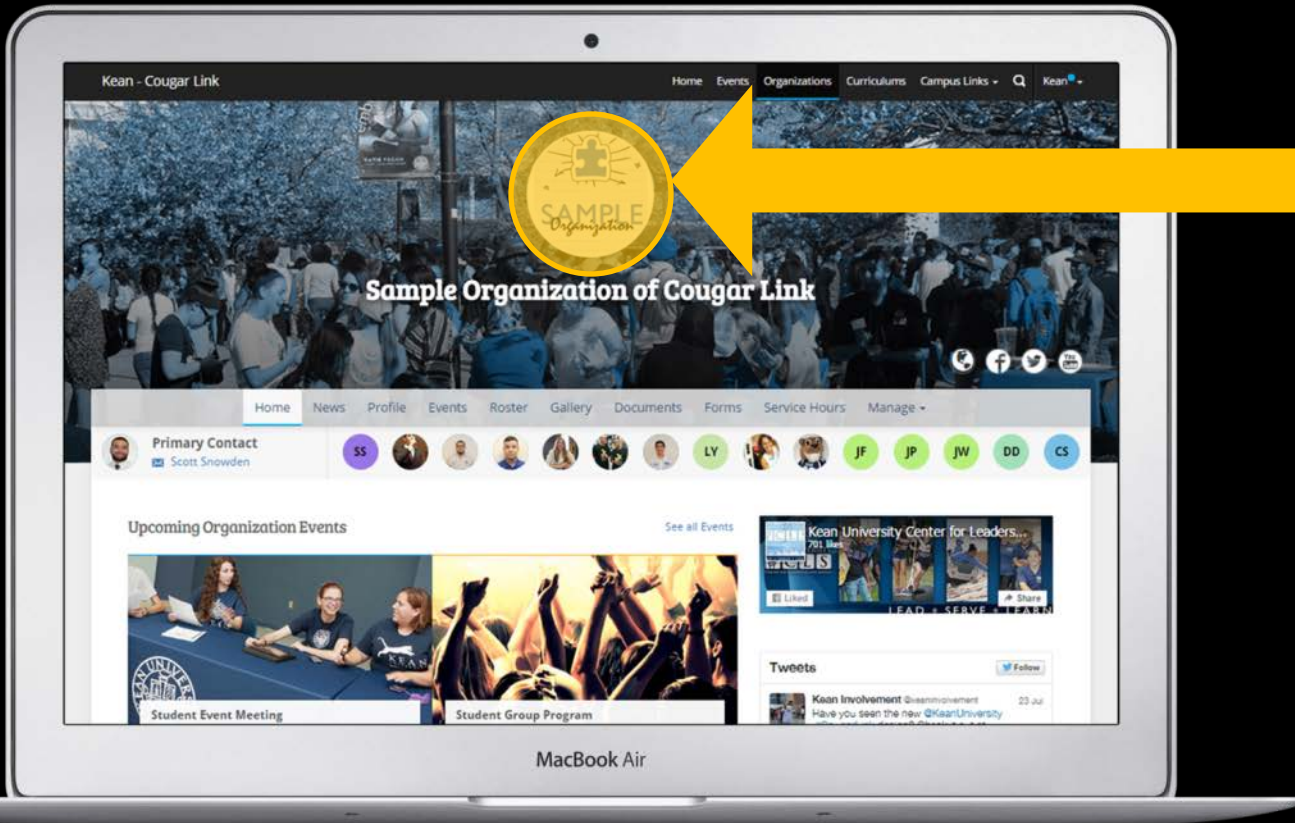 Kean - Cougar Link
Home Events Organizations Curriculums Campus Links Kean
SAMPLE
Organization
Sample Organization of Cougar Link
You
Tube
Home News Profile Events Roster Gallery Documents Forms Service Hours Manage
Primary Contact
Scott Snowden
SS LY JF JP JW DD CS
Upcoming Organization Events
See all Events
Kean University Center for Leaders...
701 likes
Liked
Share
LEAD • SERVE • LEARN
KEAN
Student Event Meeting
Student Group Program
Tweets
Follow
Kean Involvement @keaninvolvement 23 Jul
Have you seen the new @KeanUniversity
MacBook Air